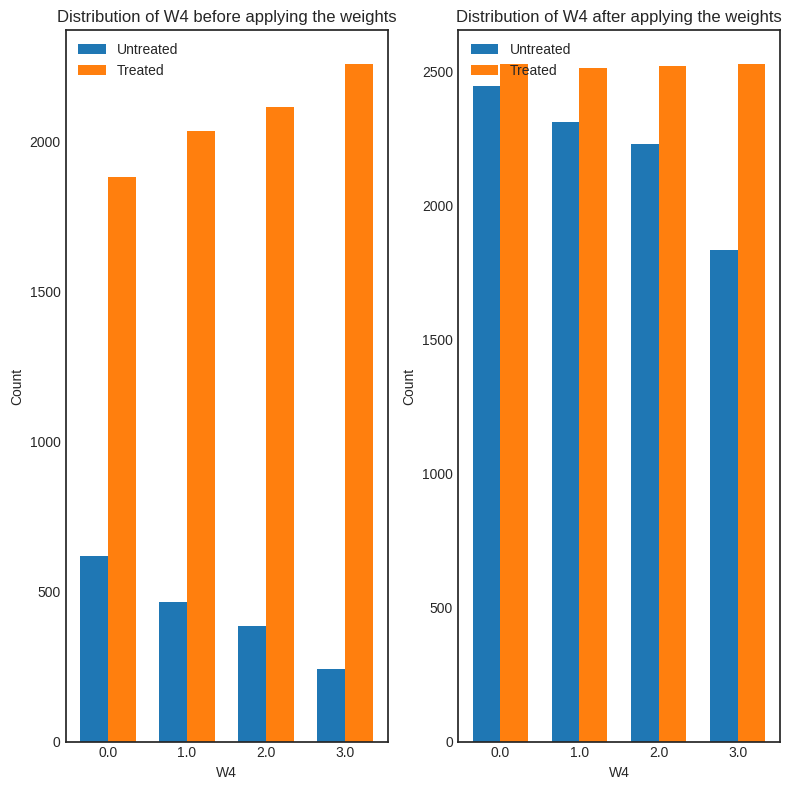 Distribution of W4 before applying the weights
Untreated
Treated
2000
1500
1000
500
0
Count
0.0 1.0 2.0 3.0
W4
Distribution of W4 after applying the weights
Untreated
Treated
2500
2000
1500
1000
500
0
Count
0.0 1.0 2.0 3.0
W4